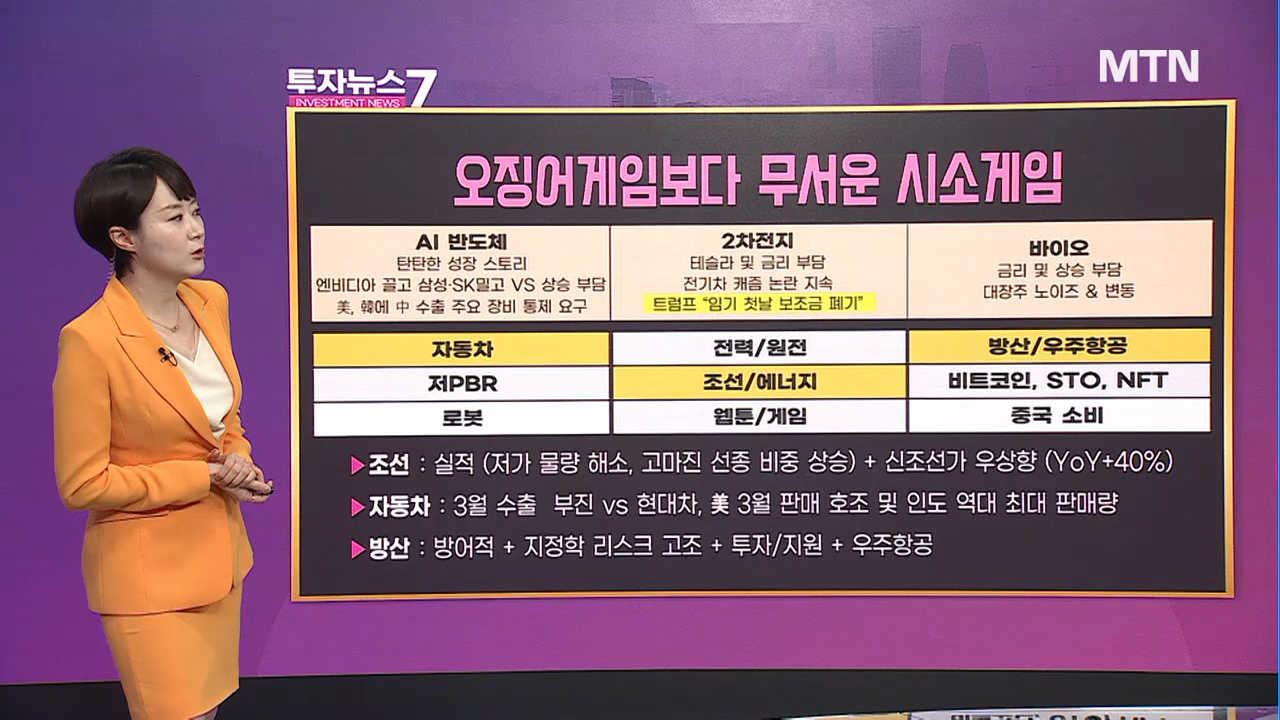 MTN
투자뉴스7
INVESTMENT NEWS
오징어게임보다 무서운 시소게임
AI 반도체
탄탄한 성장 스토리
엔비디아 끌고 삼성·SK밀고 VS 상승 부담
美, 韓에 中 수출 주요 장비 통제 요구
2차전지
테슬라 및 금리 부담
전기차 캐즘 논란 지속
트럼프 “임기 첫날 보조금 폐기”
바이오
금리 및 상승 부담
대장주 노이즈 & 변동
자동차 전력/원전 방산/우주항공
저PBR 조선/에너지 비트코인, STO, NFT
로봇 웹툰/게임 중국 소비
▶조선 : 실적 (저가 물량 해소, 고마진 선종 비중 상승) + 신조선가 우상향 (YoY+40%)
▶자동차 : 3월 수출 부진 vs 현대차, 美 3월 판매 호조 및 인도 역대 최대 판매량
▶방산 : 방어적 + 지정학 리스크 고조 + 투자/지원 + 우주항공